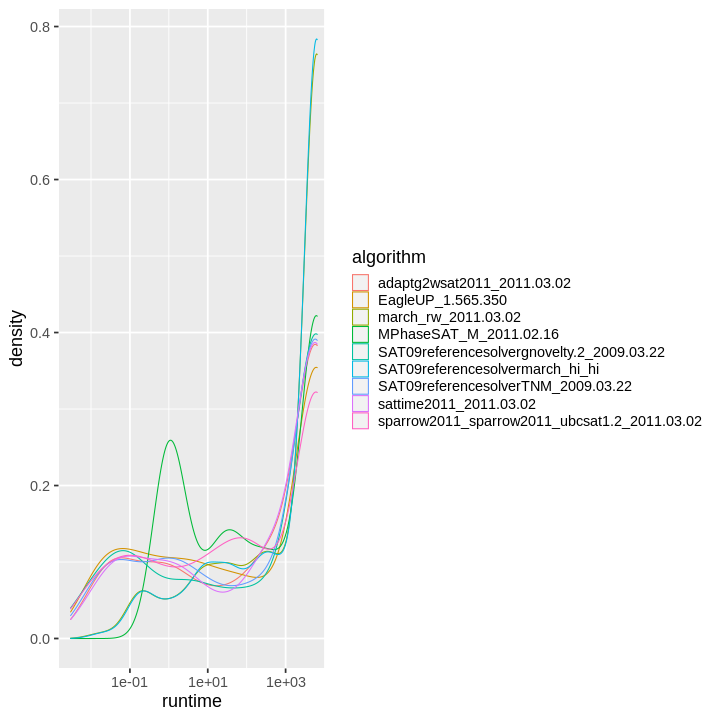 0.8
0.6
0.4
0.2
0.0
density
1e-01 1e+01 1e+03
runtime
algorithm
adaptg2wsat2011_2011.03.02
EagleUP_1.565.350
march_rw_2011.03.02
MPhaseSAT_M_2011.02.16
SAT09referencesolvergnovelty.2_2009.03.22
SAT09referencesolvermarch_hi_hi
SAT09referencesolverTNM_2009.03.22
sattime2011_2011.03.02
sparrow2011_sparrow2011_ubcsat1.2_2011.03.02